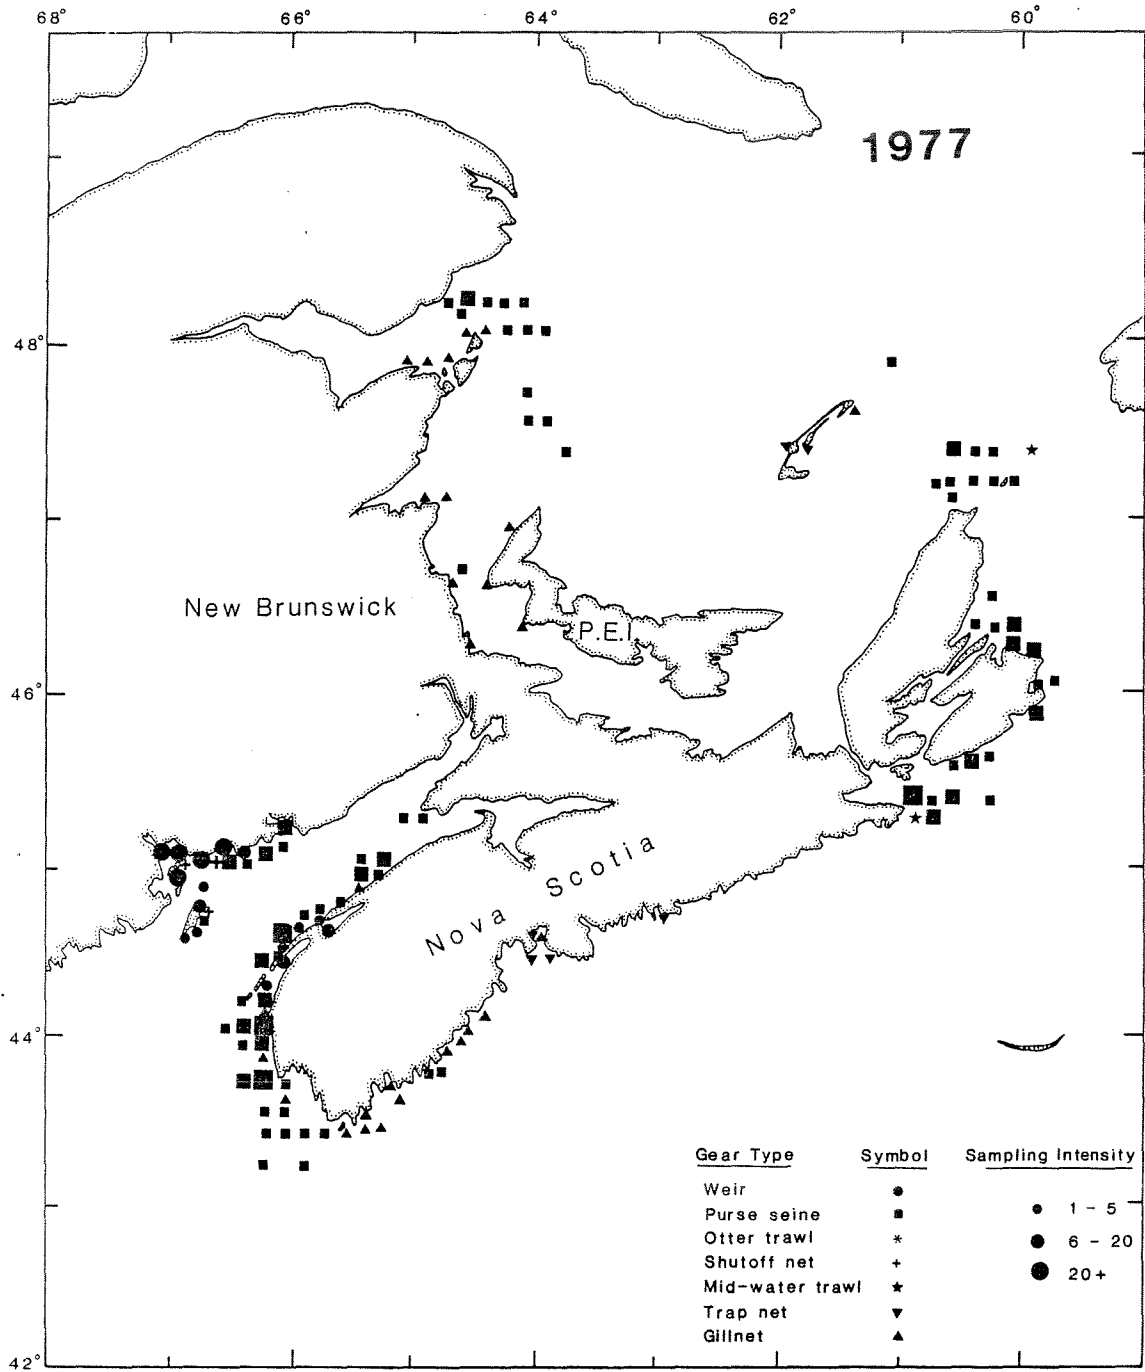 68° 66° 64° 62° 60°
1977
48°
New Brunswick
P.E.I
46°
Nova Scotia
44°
Gear Type Symbol Sampling Intensity
Weir
Purse seine 1 - 5
Otter trawl 6 - 20
Shutoff net
Mid-water trawl 20+
Trap net
Gillnet
42°